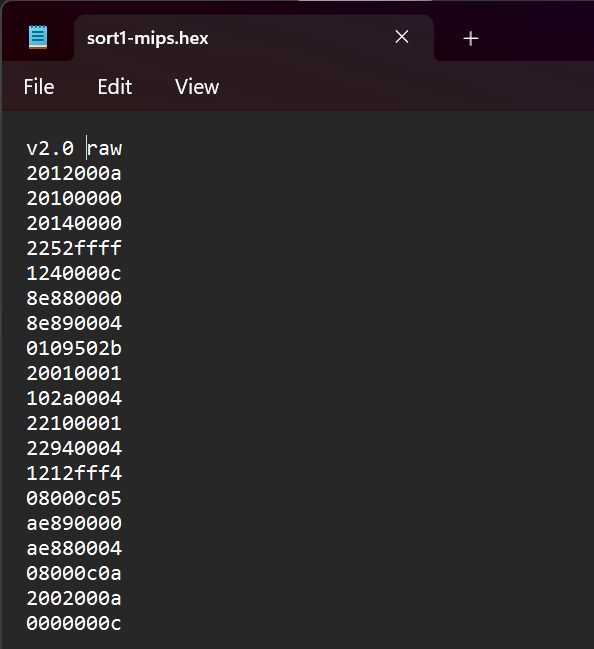 sort1-mips.hex
File Edit View
v2.0 raw
2012000a
20100000
20140000
2252ffff
1240000c
8e880000
8e890004
0109502b
20010001
102a0004
22100001
22940004
1212fff4
08000c05
ae890000
ae880004
08000c0a
2002000a
0000000c